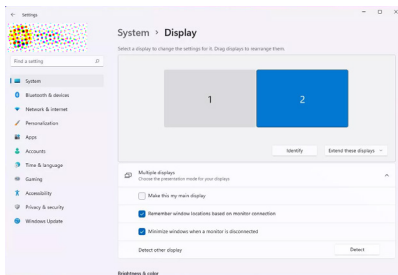 Settings
System > Display
Select a display to change the settings for it. Drag displays to rearrange them.
Find a setting
System
Bluetooth & devices
Network & internet
Personalization
Apps
Accounts
Time & language
Gaming
Accessibility
Privacy & security
Windows Update
1
2
Identify
Extend these displays
Multiple displays
Choose the presentation mode for your displays
Make this my main display
Remember window locations based on monitor connection
Minimize windows when a monitor is disconnected
Detect other display
Detect
Brightness & color